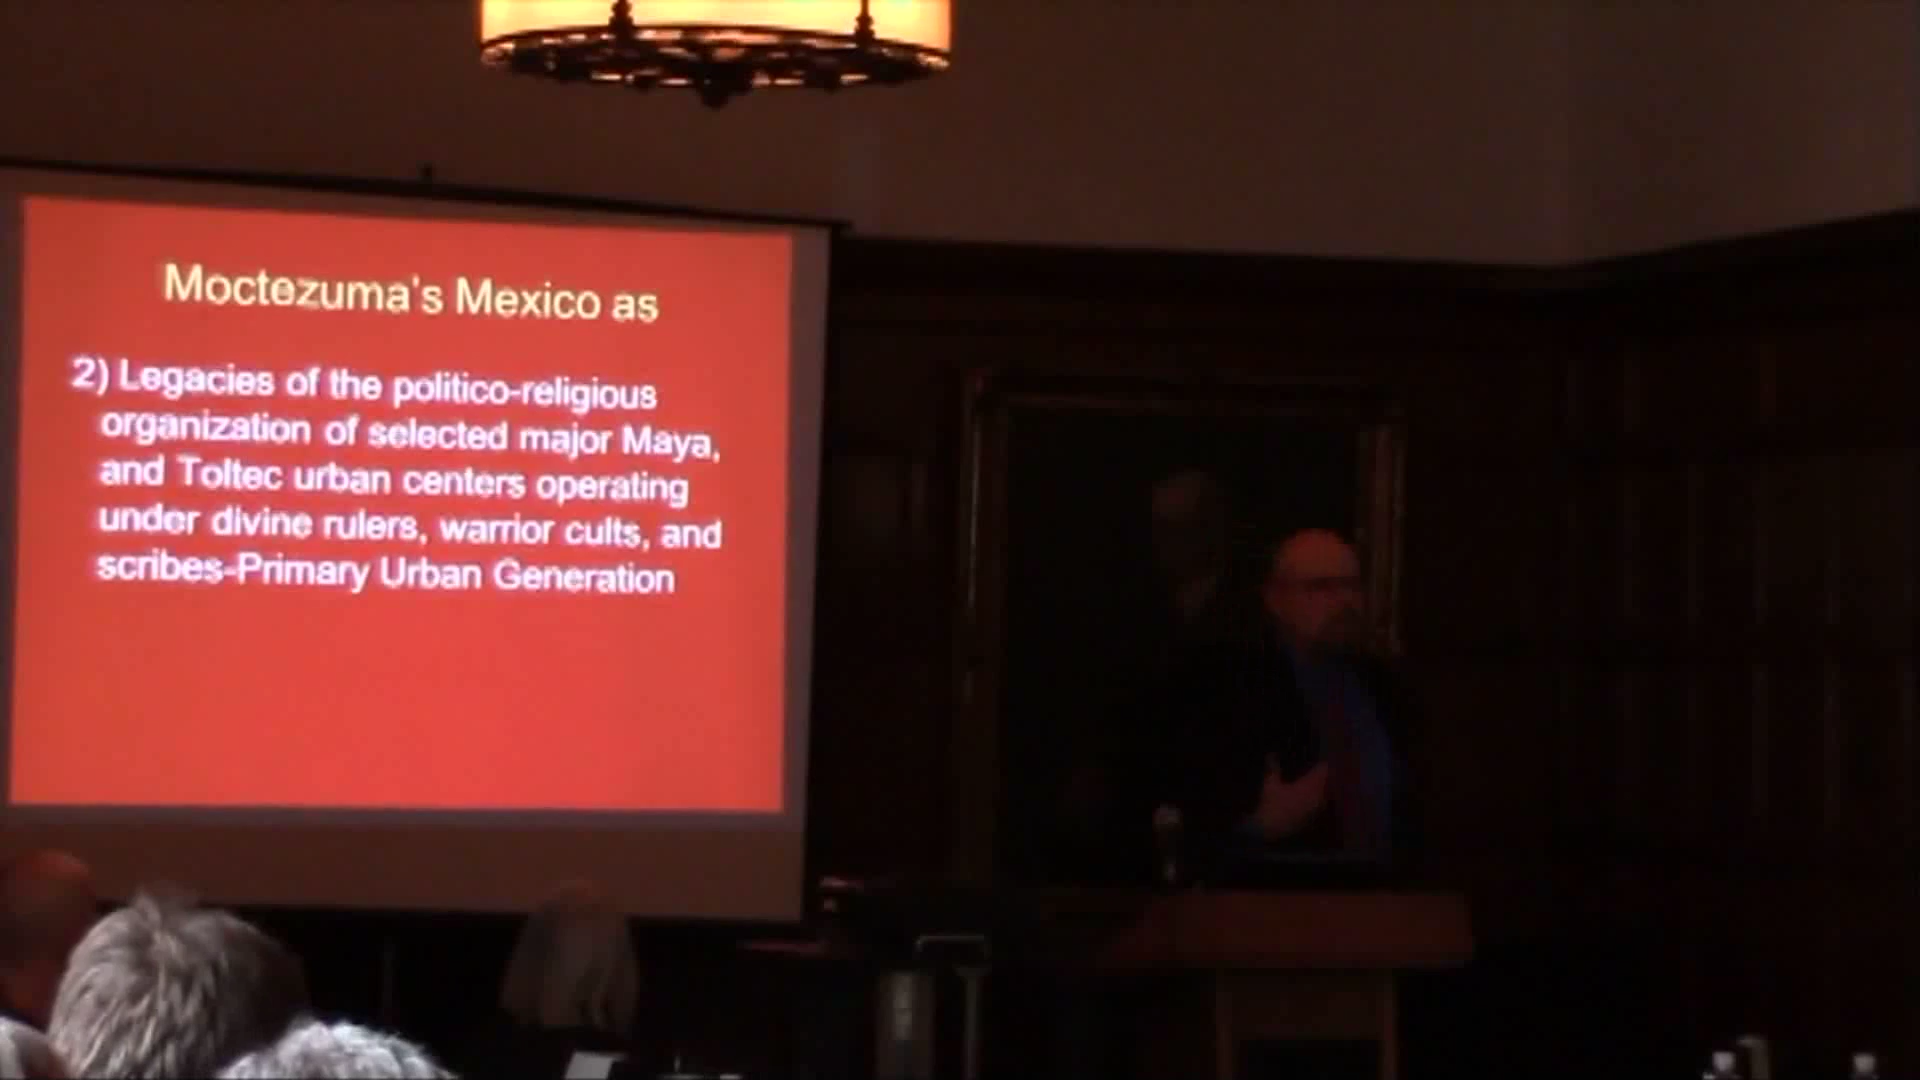 Moctezuma's Mexico as
2) Legacies of the politico-religious
organization of selected major Maya,
and Toltec urban centers operating
under divine rulers, warrior cults, and
scribes-Primary Urban Generation